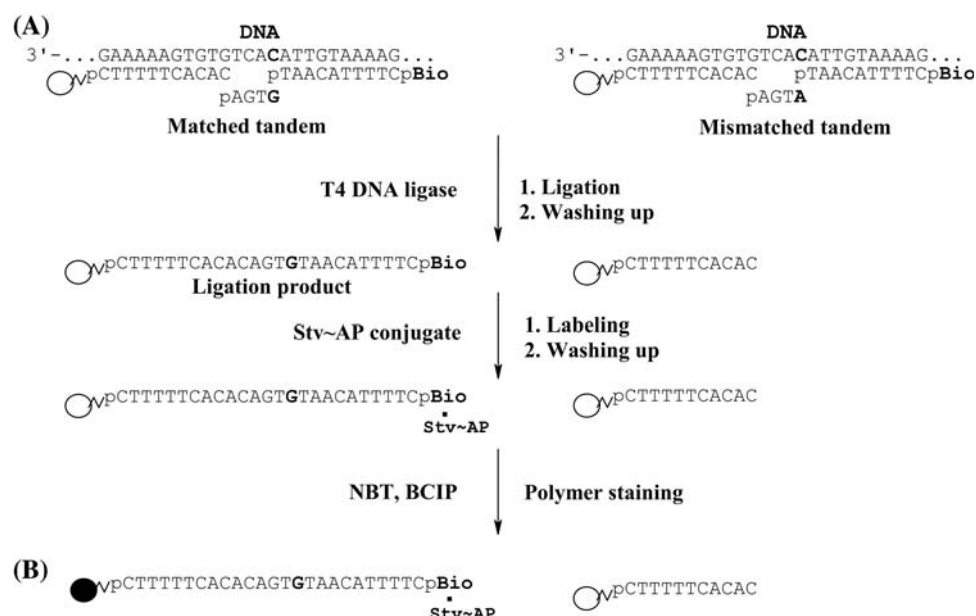 (A)
DNA DNA
3'-...GAAAAAGTGTGTCACATTGTAAAAG... ...GAAAAAGTGTGTCACATTGTAAAAG...
pCTTTTTCACAC pTAACATTTTCpBio pCTTTTTCACAC pTAACATTTTCpBio
pAGTG pAGTA
Matched tandem Mismatched tandem
T4 DNA ligase 1. Ligation
2. Washing up
pCTTTTTCACACAGTGTAACATTTTCpBio pCTTTTTCACAC
Ligation product
Stv~AP conjugate 1. Labeling
2. Washing up
pCTTTTTCACACAGTGTAACATTTTCpBio pCTTTTTCACAC
Stv~AP
NBT, BCIP Polymer staining
(B)
pCTTTTTCACACAGTGTAACATTTTCpBio pCTTTTTCACAC
Stv~AP